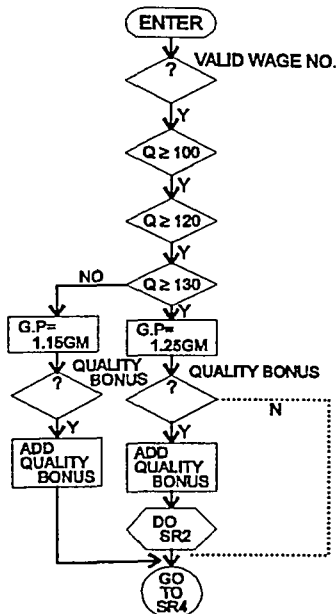 ENTER
?
VALID WAGE NO.
Y
Q ≥ 100
Y
Q ≥ 120
Y
NO
Q ≥ 130
Y
G.P=
1.15GM
G.P=
1.25GM
?
QUALITY
BONUS
?
QUALITY BONUS
N
Y
Y
ADD
QUALITY
BONUS
ADD
QUALITY
BONUS
DO
SR2
GO
TO
SR4